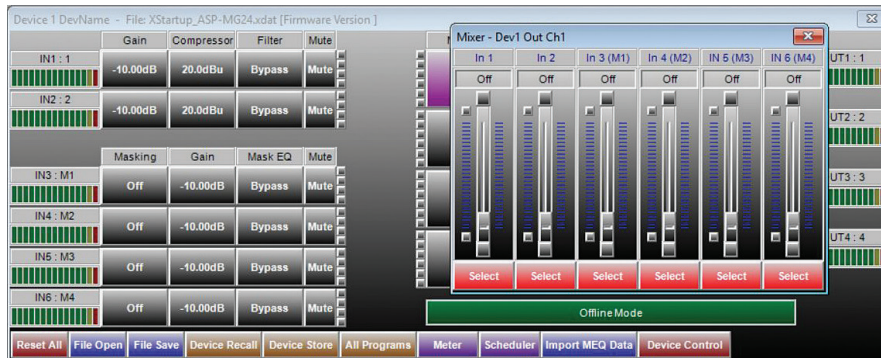 Device 1 DevName - File: XStartup_ASP-MG24.xdat [Firmware Version ]
Gain Compressor Filter Mute
IN1 : 1
-10.00dB 20.0dBu Bypass Mute
IN2 : 2
-10.00dB 20.0dBu Bypass Mute
Masking Gain Mask EQ Mute
IN3 : M1
Off -10.00dB Bypass Mute
IN4 : M2
Off -10.00dB Bypass Mute
IN5 : M3
Off -10.00dB Bypass Mute
IN6 : M4
Off -10.00dB Bypass Mute
Mixer - Dev1 Out Ch1
In 1 In 2 In 3 (M1) In 4 (M2) IN 5 (M3) IN 6 (M4)
Off Off Off Off Off Off
Select Select Select Select Select Select
UT1 : 1
UT2 : 2
UT3 : 3
UT4 : 4
Offline Mode
Reset All File Open File Save Device Recall Device Store All Programs Meter Scheduler Import MEQ Data Device Control